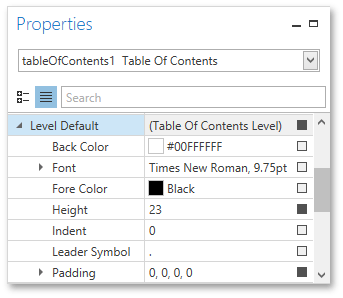 Properties
tableOfContents1 Table Of Contents
Search
Level Default (Table Of Contents Level)
Back Color #00FFFFFF
Font Times New Roman, 9.75pt
Fore Color Black
Height 23
Indent 0
Leader Symbol .
Padding 0, 0, 0, 0